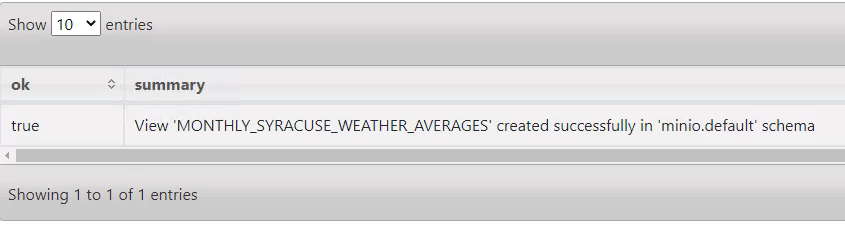 Show 10 entries
ok summary
true View 'MONTHLY_SYRACUSE_WEATHER_AVERAGES' created successfully in 'minio.default' schema
Showing 1 to 1 of 1 entries